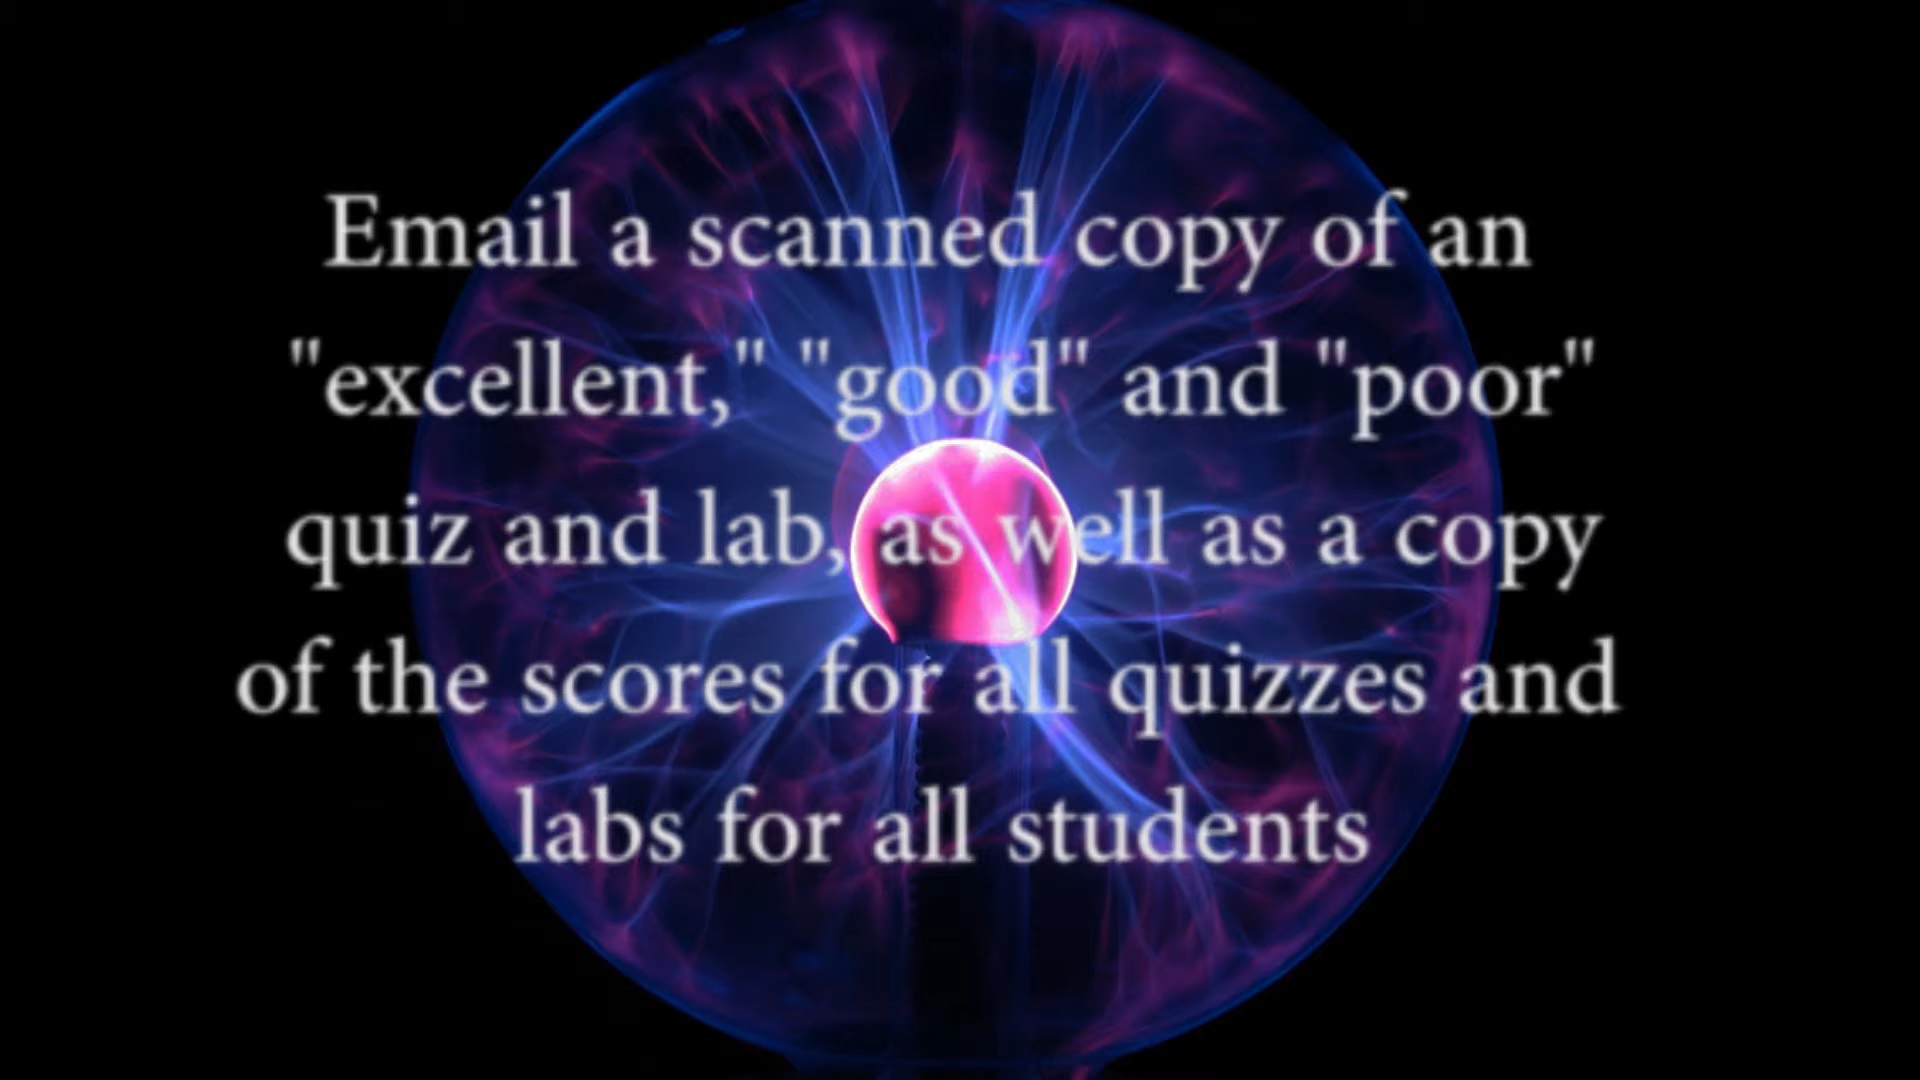 Email a scanned copy of an
"excellent," "good" and "poor"
quiz and lab, as well as a copy
of the scores for all quizzes and
labs for all students